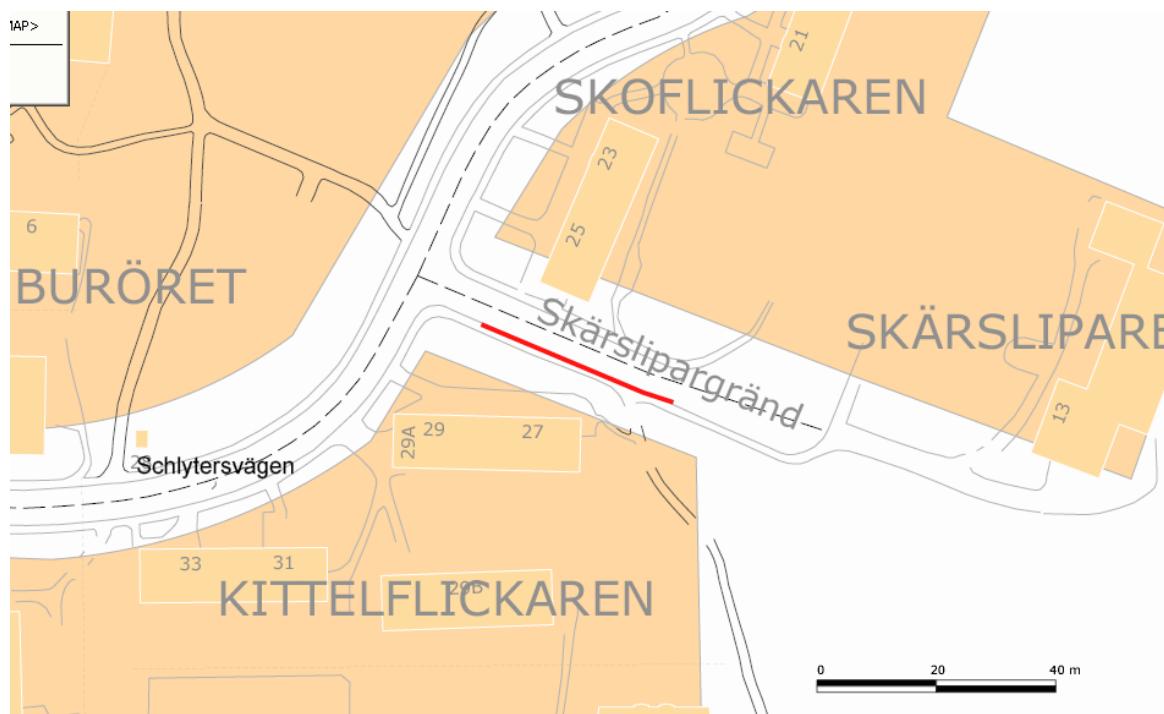 MAP>
21
SKOFLICKAREN
23
25
6
BURÖRET
Skärslipargränd
SKÄRSLIPARE
13
29A
29
27
Schlytersvägen
33
31
29B
KITTELFLICKAREN
0 20 40 m